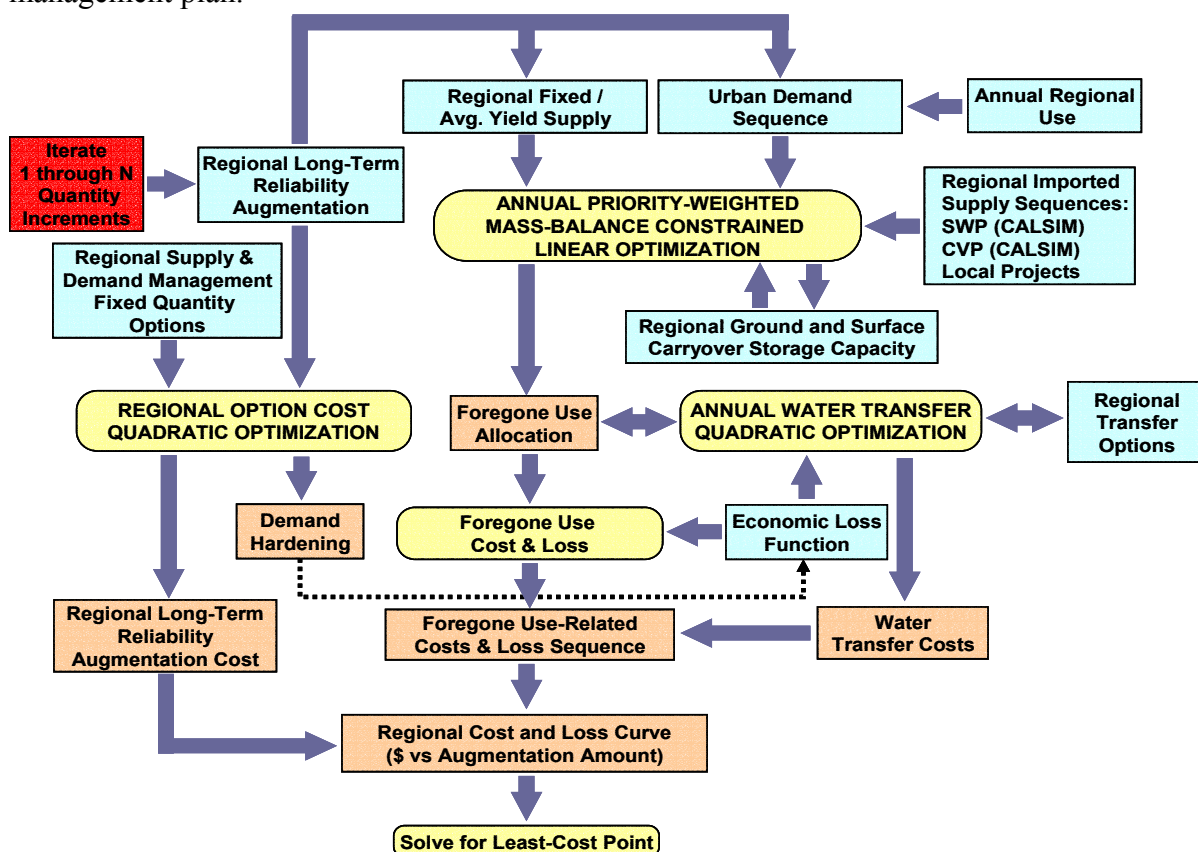 management plan.
Regional Fixed /
Avg. Yield Supply
Urban Demand
Sequence
Annual Regional
Use
Iterate
1 through N
Quantity
Increments
Regional Long-Term
Reliability
Augmentation
ANNUAL PRIORITY-WEIGHTED
MASS-BALANCE CONSTRAINED
LINEAR OPTIMIZATION
Regional Imported
Supply Sequences:
SWP (CALSIM)
CVP (CALSIM)
Local Projects
Regional Supply &
Demand Management
Fixed Quantity
Options
Regional Ground and Surface
Carryover Storage Capacity
REGIONAL OPTION COST
QUADRATIC OPTIMIZATION
Foregone Use
Allocation
ANNUAL WATER TRANSFER
QUADRATIC OPTIMIZATION
Regional
Transfer
Options
Demand
Hardening
Foregone Use
Cost & Loss
Economic Loss
Function
Regional Long-Term
Reliability
Augmentation Cost
Foregone Use-Related
Costs & Loss Sequence
Water
Transfer Costs
Regional Cost and Loss Curve
($ vs Augmentation Amount)
Solve for Least-Cost Point